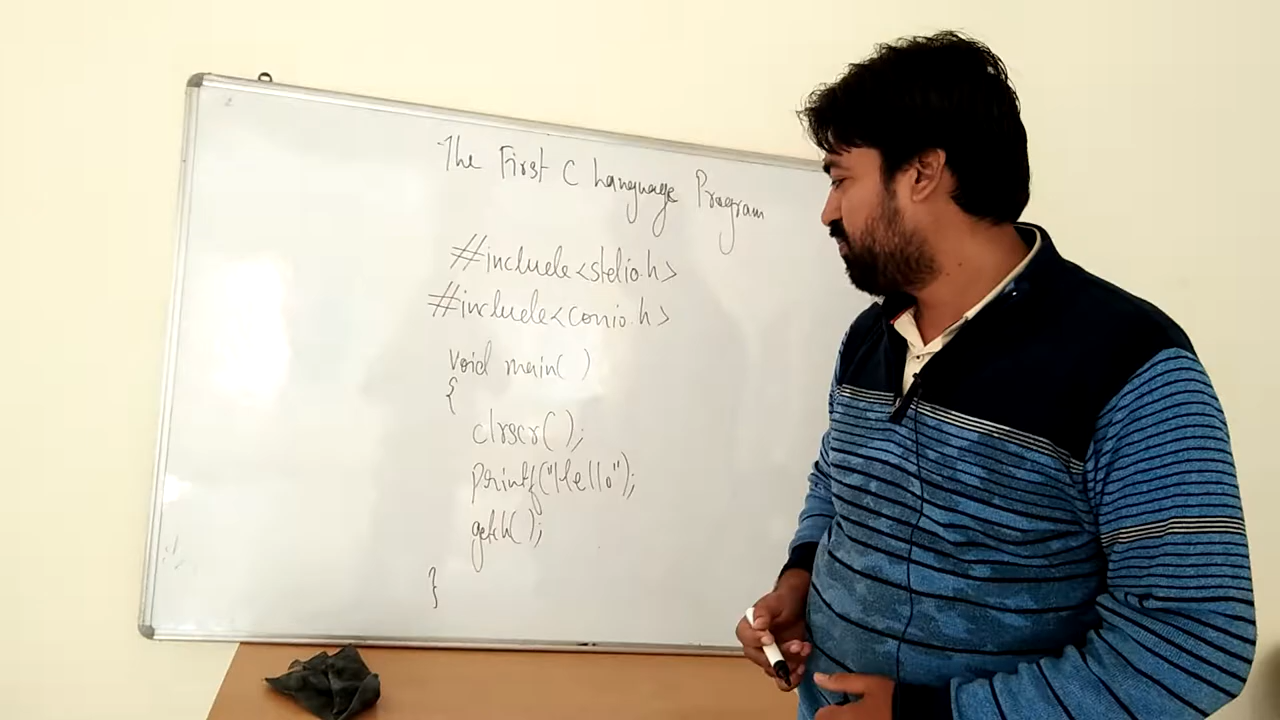 The First C Language Program
#include<stdio.h>
#include<conio.h>
void main( )
{
clrscr( );
printf("Hello");
getch( );
}